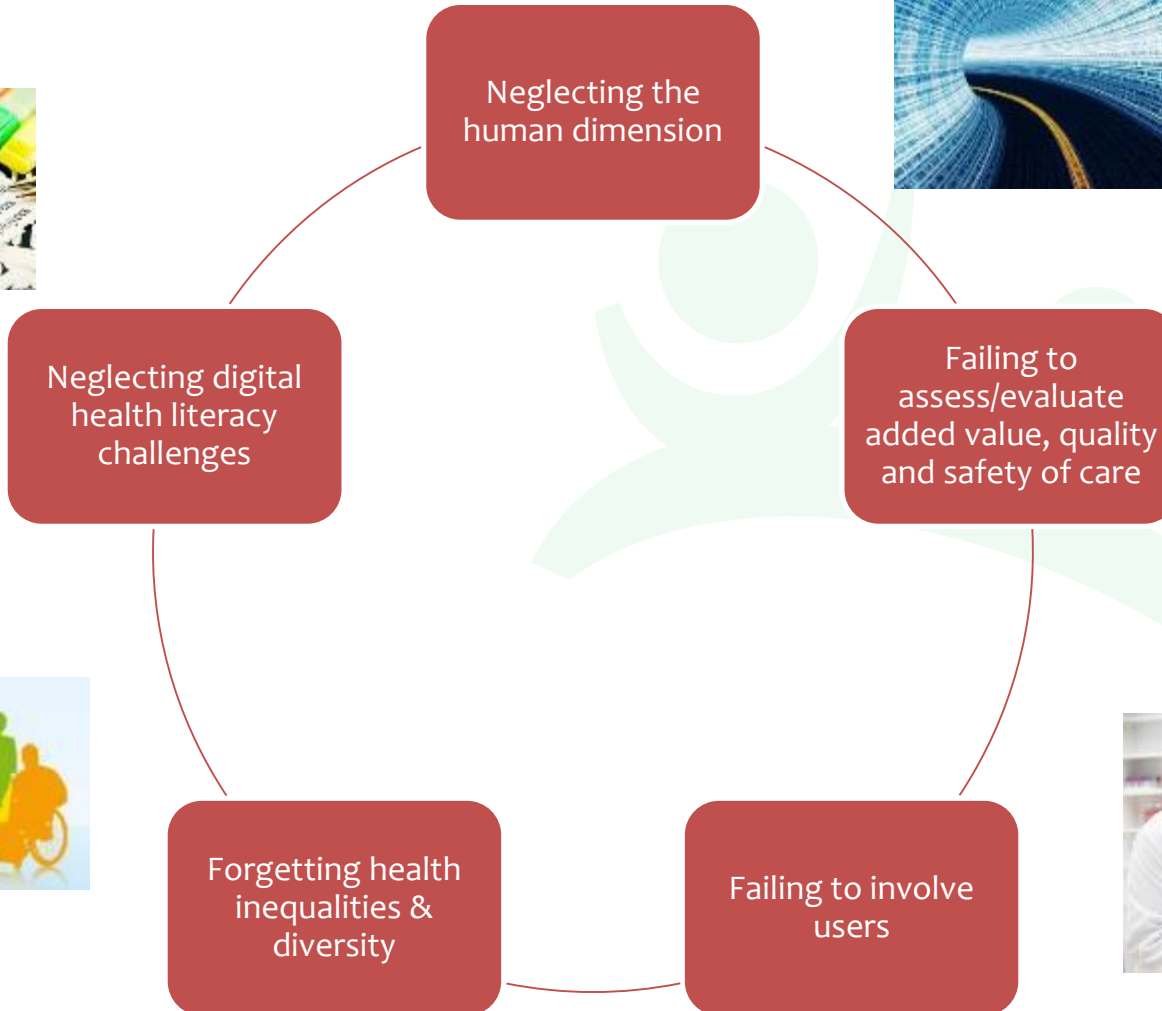 Neglecting the
human dimension
Failing to
assess/evaluate
added value, quality
and safety of care
Failing to involve
users
Forgetting health
inequalities &
diversity
Neglecting digital
health literacy
challenges